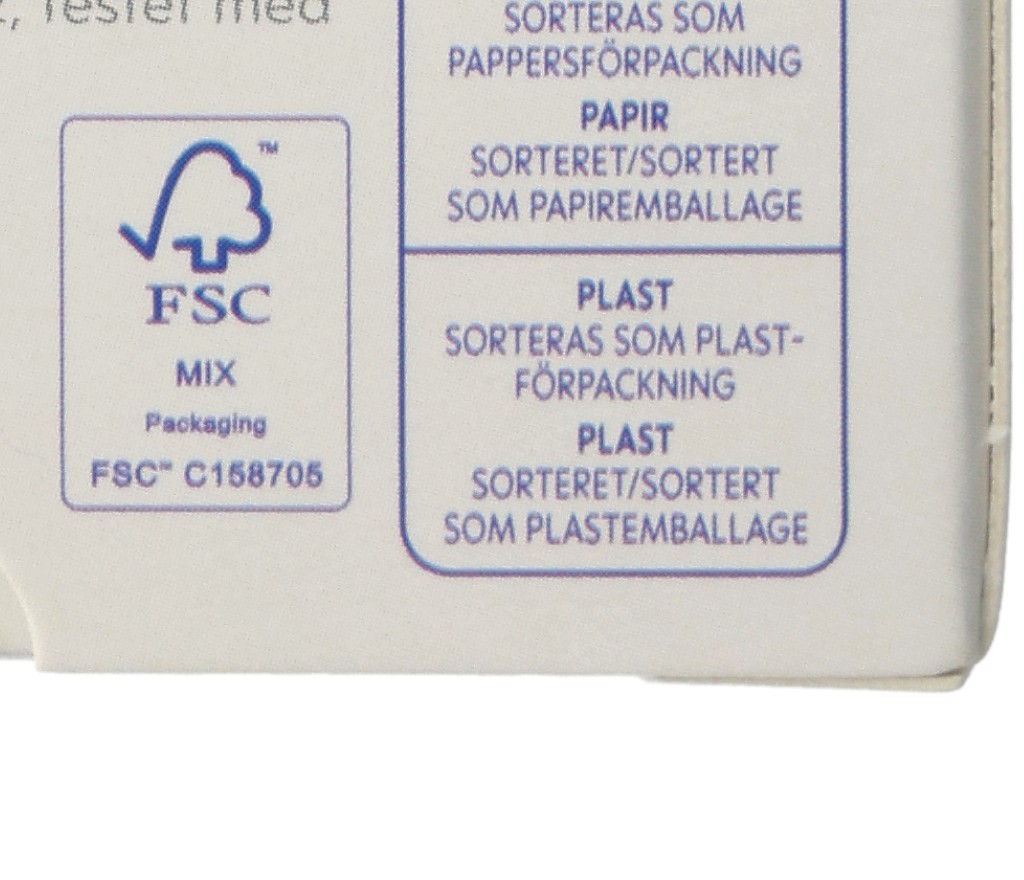 med
™
FSC
MIX
Packaging
FSC™ C158705
SORTERAS SOM
PAPPERSFÖRPACKNING
PAPIR
SORTERET/SORTERT
SOM PAPIREMBALLAGE
PLAST
SORTERAS SOM PLAST-
FÖRPACKNING
PLAST
SORTERET/SORTERT
SOM PLASTEMBALLAGE